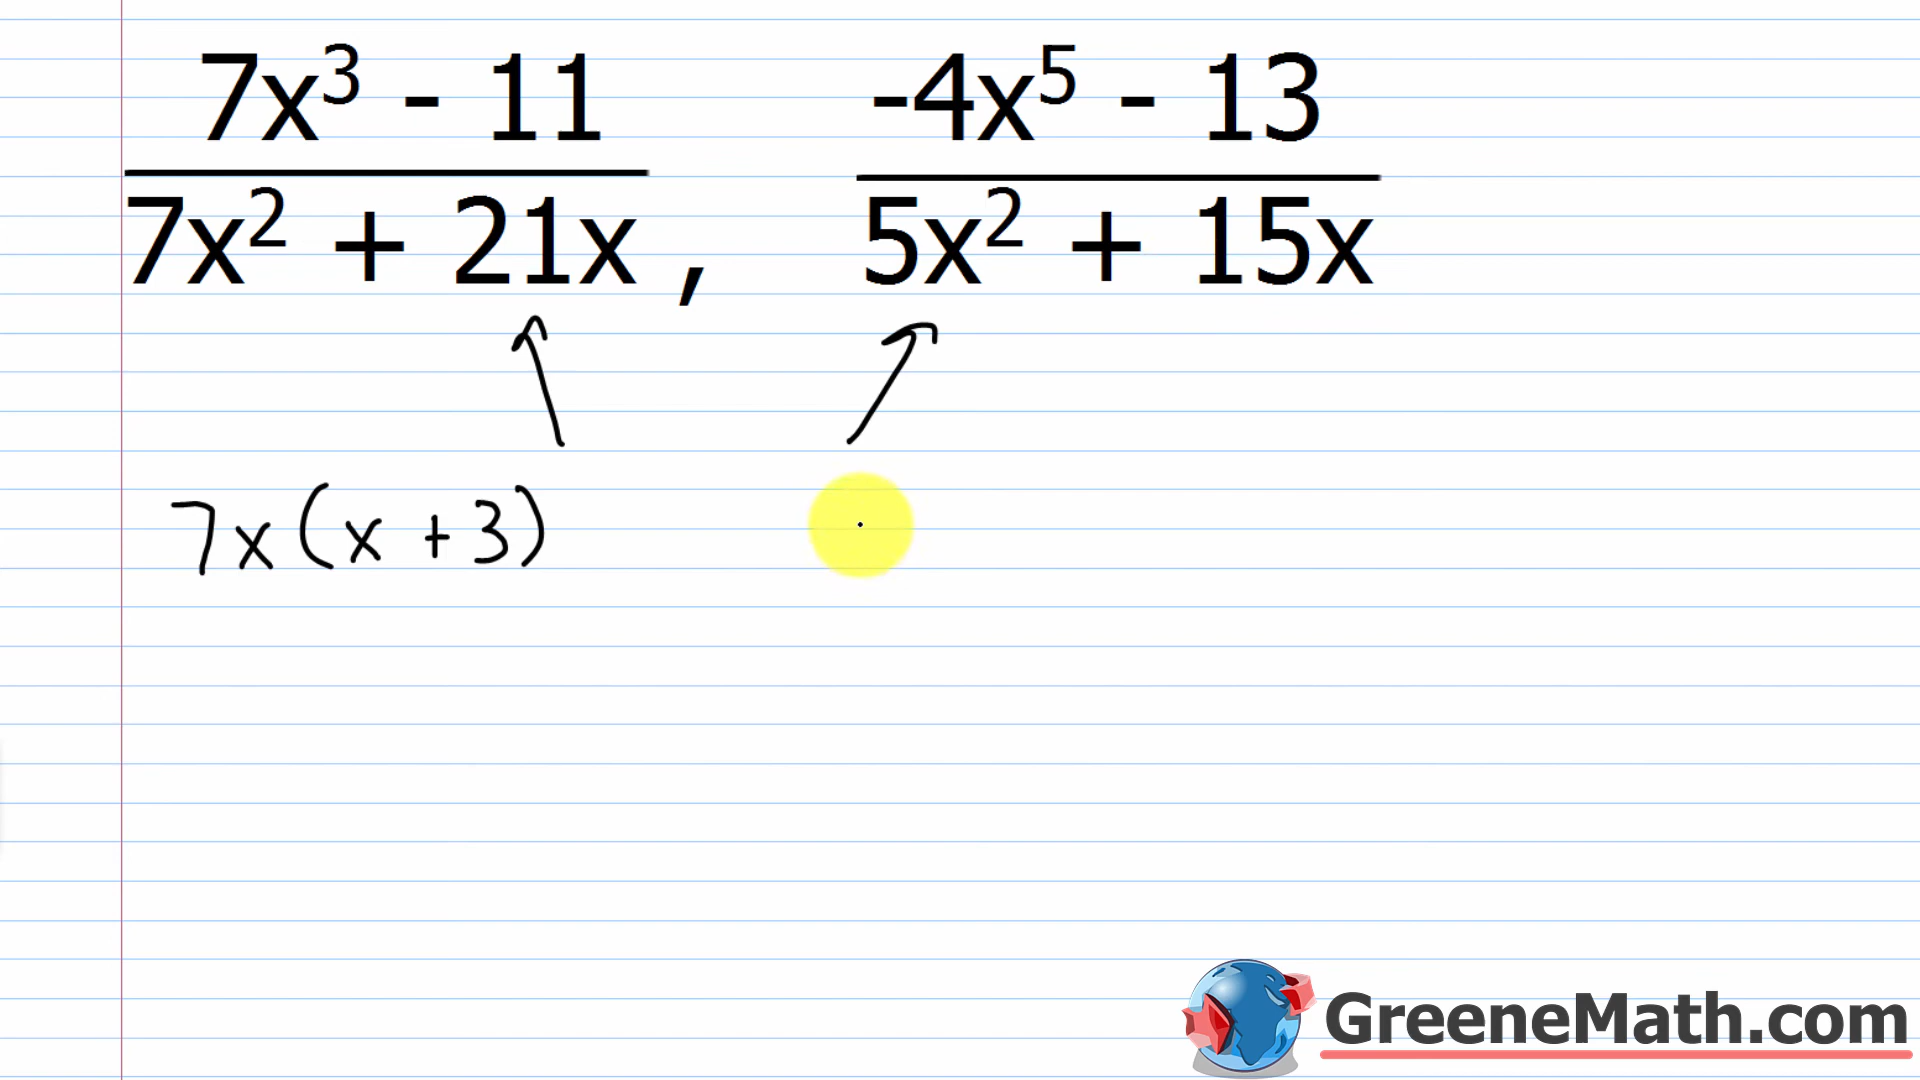 7x³ - 11
7x² + 21x ,
-4x⁵ - 13
5x² + 15x
7x(x + 3)
GreeneMath.com